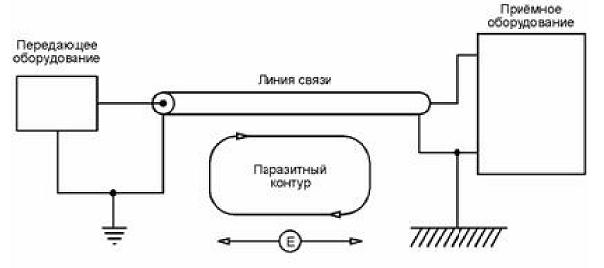 Приёмное
оборудование
Передающее
оборудование
Линия связи
Паразитный
контур
E